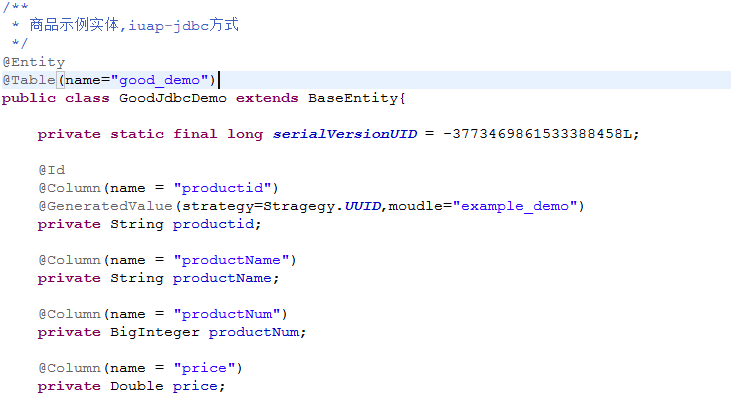 /**
 * 商品示例实体,iuap-jdbc方式
 */
@Entity
@Table(name="good_demo")
public class GoodJdbcDemo extends BaseEntity{
    private static final long serialVersionUID = -3773469861533388458L;
    @Id
    @Column(name = "productid")
    @GeneratedValue(strategy=Stragegy.UUID,moudle="example_demo")
    private String productid;
    @Column(name = "productName")
    private String productName;
    @Column(name = "productNum")
    private BigInteger productNum;
    @Column(name = "price")
    private Double price;